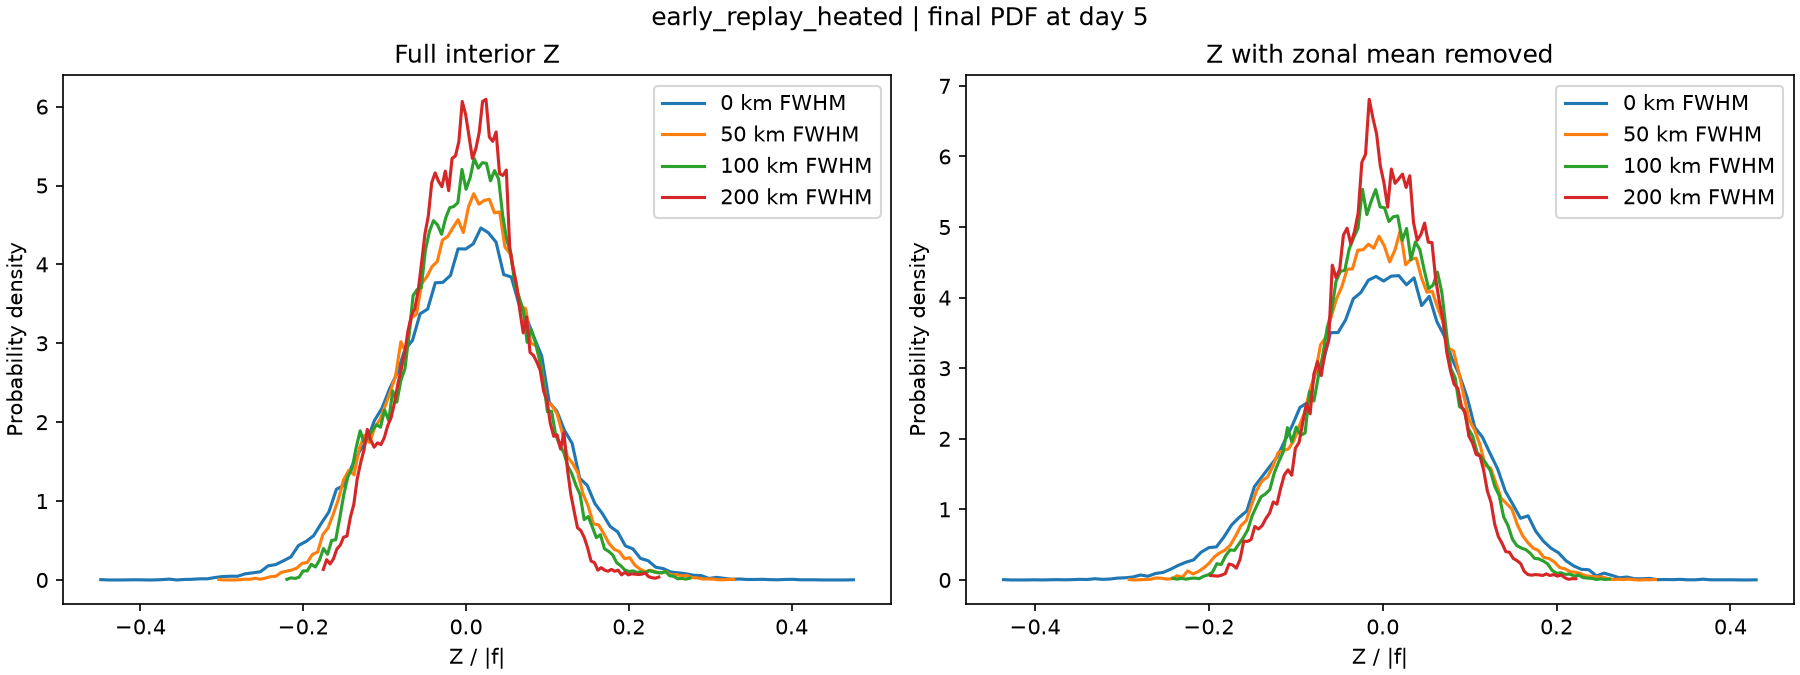 early_replay_heated | final PDF at day 5
Full interior Z
Probability density
7
6
5
4
3
2
1
0
0 km FWHM
50 km FWHM
100 km FWHM
200 km FWHM
−0.4
−0.2
0.0
0.2
0.4
Z / |f|
Z with zonal mean removed
Probability density
7
6
5
4
3
2
1
0
0 km FWHM
50 km FWHM
100 km FWHM
200 km FWHM
−0.4
−0.2
0.0
0.2
0.4
Z / |f|